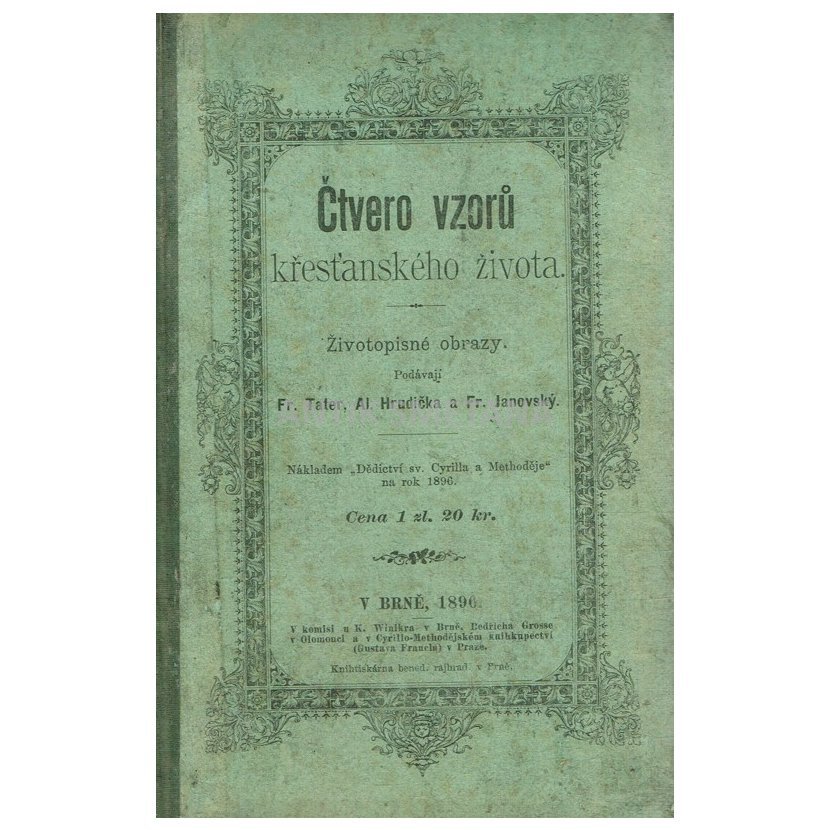 Čtvero vzorů
křesťanského života.
Životopisné obrazy.
Podávají
Fr. Tater, Al. Hrudička a Fr. Janovský.
Nákladem „Dědictví sv. Cyrilla a Methoděje"
na rok 1896.
Cena 1 zl. 20 kr.
V BRNĚ, 1896.
V komisi u K. Winikra v Brně, Bedřicha Grosse
v Olomouci a v Cyrillo-Methodějském knihkupectví
(Gustava Francla) v Praze.
Knihtiskárna bened. rajhrad. v Brně.